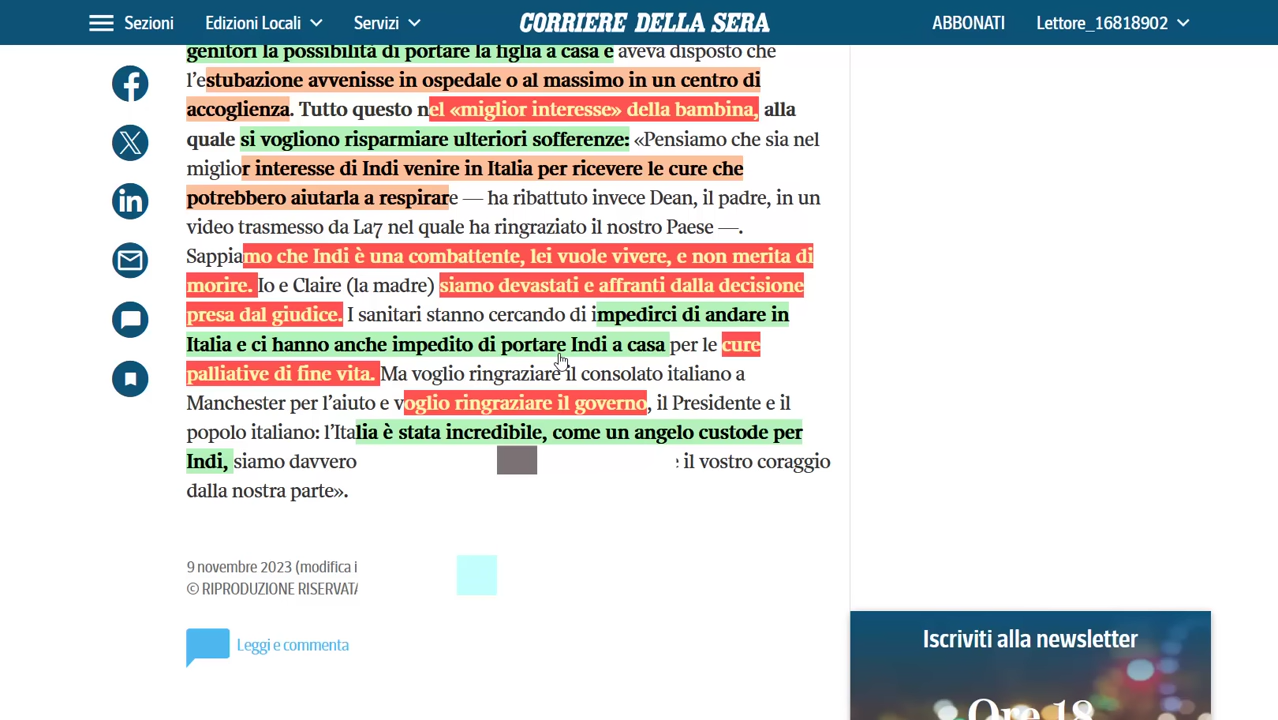 Sezioni
Edizioni Locali
Servizi
CORRIERE DELLA SERA
ABBONATI
Lettore_16818902
genitori la possibilità di portare la figlia a casa e aveva disposto che
l'estubazione avvenisse in ospedale o al massimo in un centro di
accoglienza. Tutto questo nel «miglior interesse» della bambina, alla
quale si vogliono risparmiare ulteriori sofferenze: «Pensiamo che sia nel
miglior interesse di Indi venire in Italia per ricevere le cure che
potrebbero aiutarla a respirare — ha ribattuto invece Dean, il padre, in un
video trasmesso da La7 nel quale ha ringraziato il nostro Paese —.
Sappiamo che Indi è una combattente, lei vuole vivere, e non merita di
morire. Io e Claire (la madre) siamo devastati e affranti dalla decisione
presa dal giudice. I sanitari stanno cercando di impedirci di andare in
Italia e ci hanno anche impedito di portare Indi a casa per le cure
palliative di fine vita. Ma voglio ringraziare il consolato italiano a
Manchester per l'aiuto e voglio ringraziare il governo, il Presidente e il
popolo italiano: l'Italia è stata incredibile, come un angelo custode per
Indi, siamo davvero il vostro coraggio
dalla nostra parte».
9 novembre 2023 (modifica i
© RIPRODUZIONE RISERVATA
Leggi e commenta
Iscriviti alla newsletter
Ore 18